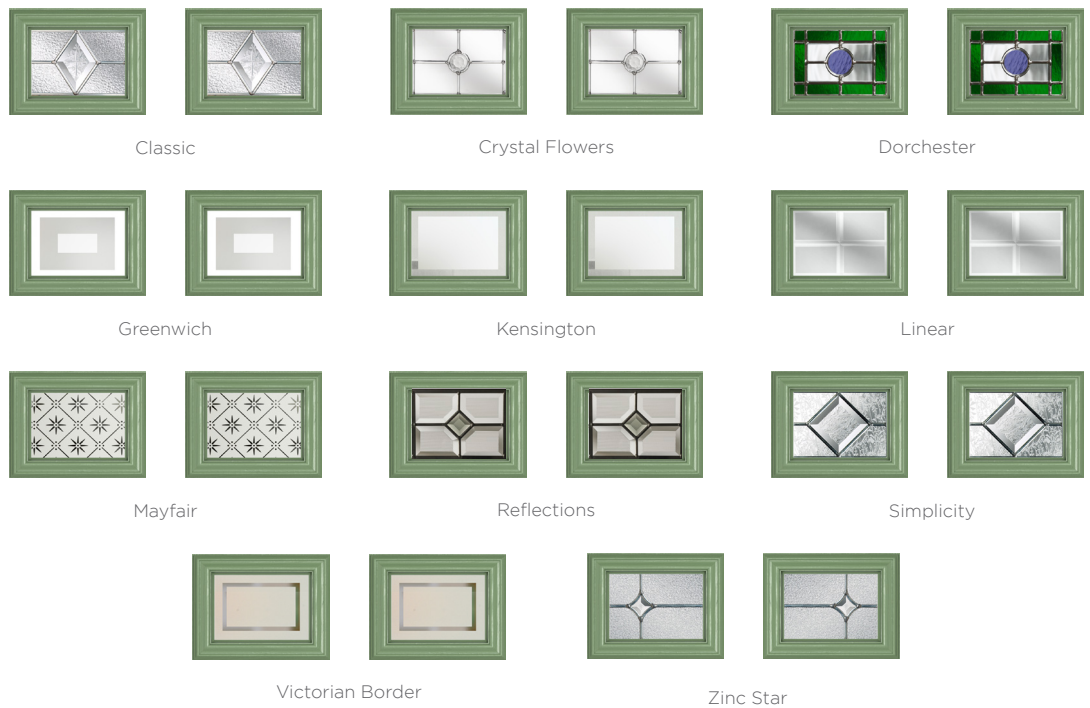 Classic
Crystal Flowers
Dorchester
Greenwich
Kensington
Linear
Mayfair
Reflections
Simplicity
Victorian Border
Zinc Star